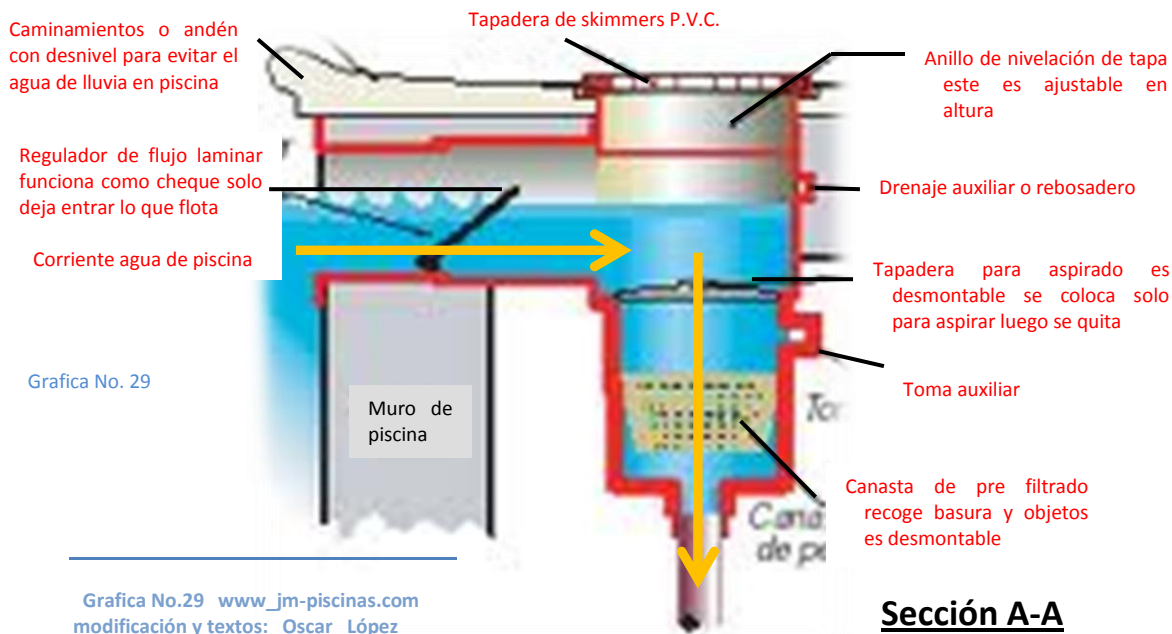 Tapadera de skimmers P.V.C.
Caminamientos o andén
con desnivel para evitar el
agua de lluvia en piscina
Anillo de nivelación de tapa
este es ajustable en
altura
Regulador de flujo laminar
funciona como cheque solo
deja entrar lo que flota
Drenaje auxiliar o rebosadero
Corriente agua de piscina
Tapadera para aspirado es
desmontable se coloca solo
para aspirar luego se quita
Grafica No. 29
Toma auxiliar
Muro de
piscina
Canasta de pre filtrado
recoge basura y objetos
es desmontable
Grafica No.29 www_jm-piscinas.com
modificación y textos: Oscar López
Sección A-A